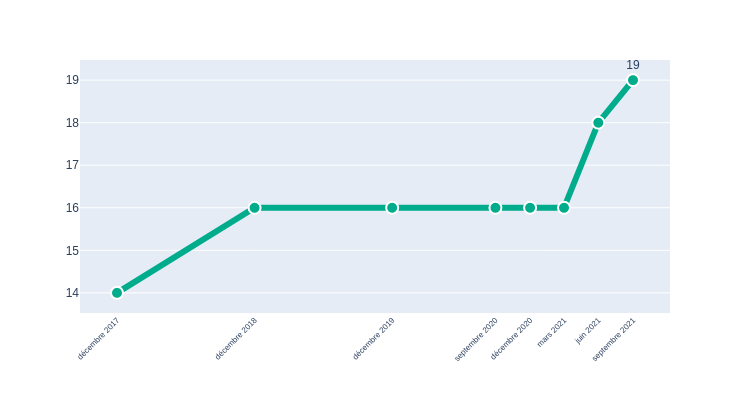 19
19
18
17
16
15
14
décembre 2017
décembre 2018
décembre 2019
septembre 2020
décembre 2020
mars 2021
juin 2021
septembre 2021